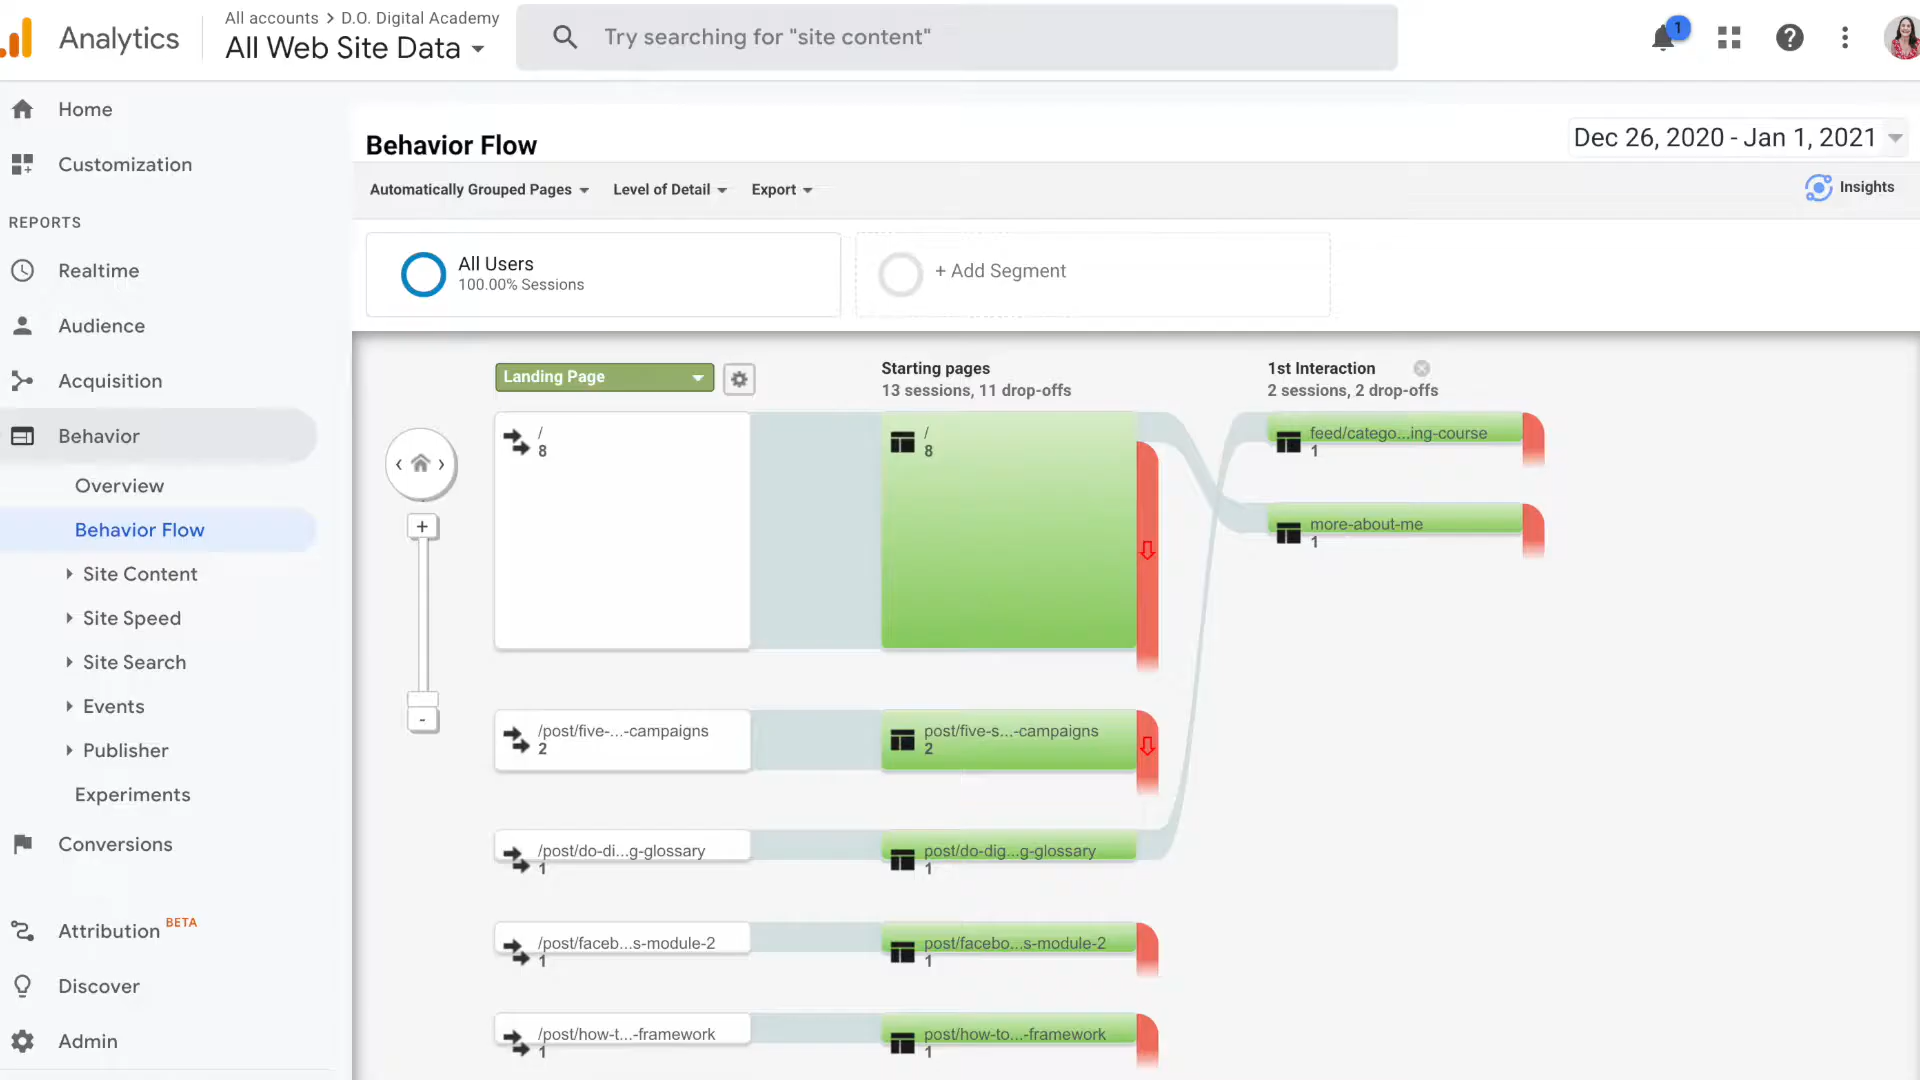 Analytics
All accounts > D.O. Digital Academy
All Web Site Data
Try searching for "site content"
1
Home
Customization
REPORTS
Realtime
Audience
Acquisition
Behavior
Overview
Behavior Flow
Site Content
Site Speed
Site Search
Events
Publisher
Experiments
Conversions
Attribution BETA
Discover
Admin
Behavior Flow
Dec 26, 2020 - Jan 1, 2021
Automatically Grouped Pages
Level of Detail
Export
Insights
All Users
100.00% Sessions
+ Add Segment
Landing Page
Starting pages
13 sessions, 11 drop-offs
1st Interaction
2 sessions, 2 drop-offs
+
-
/
8
/
8
feed/catego...ing-course
1
more-about-me
1
/post/five-...-campaigns
2
post/five-s...-campaigns
2
/post/do-di...g-glossary
1
post/do-dig...g-glossary
1
/post/faceb...s-module-2
1
post/facebo...s-module-2
1
/post/how-t...-framework
1
post/how-to...-framework
1